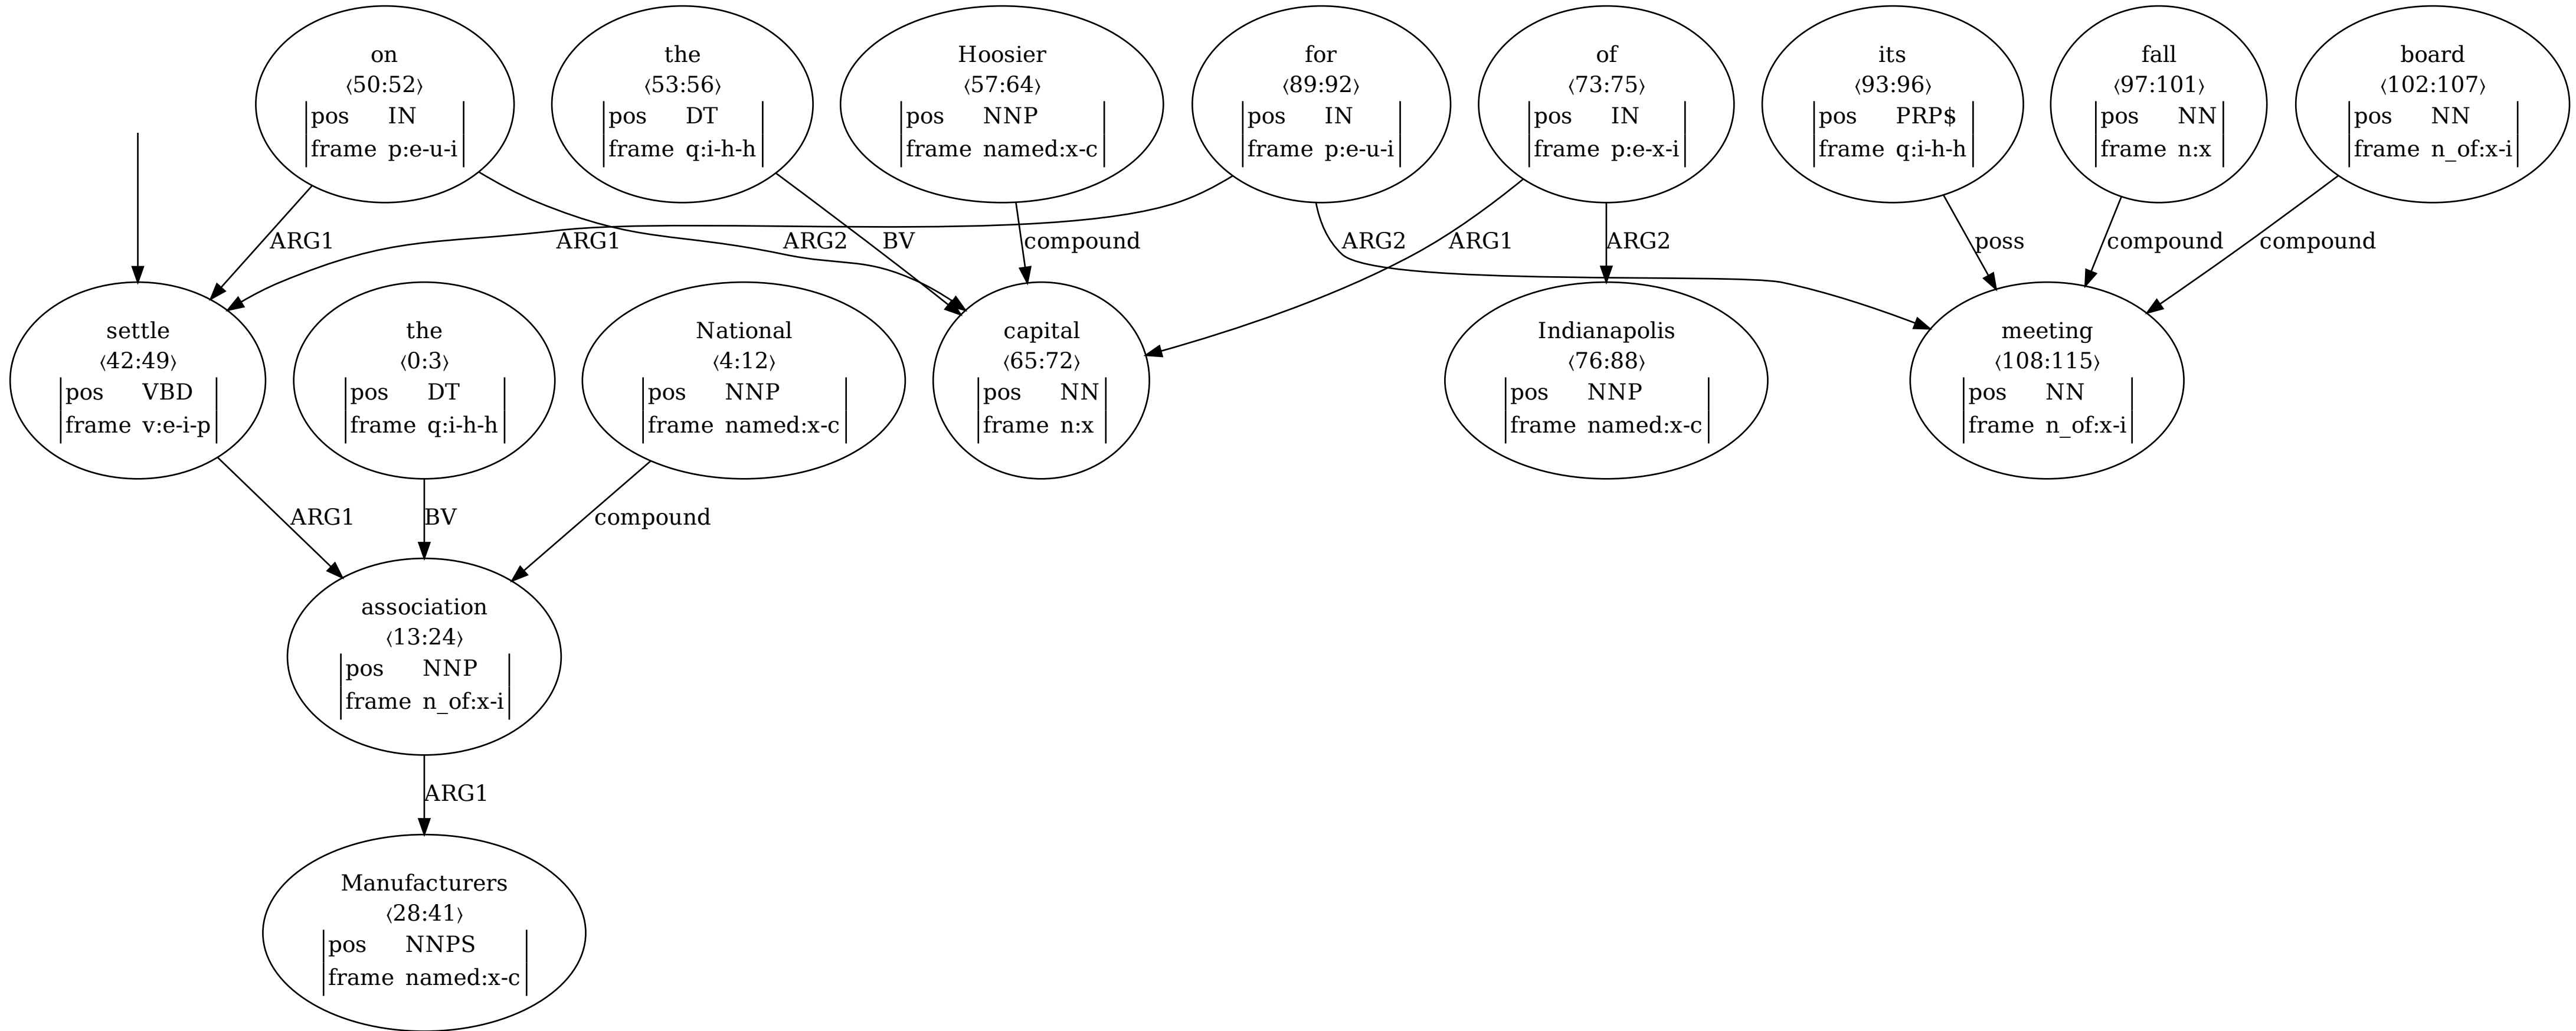 on
⟨50:52⟩
pos IN
frame p:e-u-i
the
⟨53:56⟩
pos DT
frame q:i-h-h
Hoosier
⟨57:64⟩
pos NNP
frame named:x-c
for
⟨89:92⟩
pos IN
frame p:e-u-i
of
⟨73:75⟩
pos IN
frame p:e-x-i
its
⟨93:96⟩
pos PRP$
frame q:i-h-h
fall
⟨97:101⟩
pos NN
frame n:x
board
⟨102:107⟩
pos NN
frame n_of:x-i
ARG1
ARG1
ARG2
BV
compound
ARG2
ARG1
ARG2
poss
compound
compound
settle
⟨42:49⟩
pos VBD
frame v:e-i-p
the
⟨0:3⟩
pos DT
frame q:i-h-h
National
⟨4:12⟩
pos NNP
frame named:x-c
capital
⟨65:72⟩
pos NN
frame n:x
Indianapolis
⟨76:88⟩
pos NNP
frame named:x-c
meeting
⟨108:115⟩
pos NN
frame n_of:x-i
ARG1
BV
compound
association
⟨13:24⟩
pos NNP
frame n_of:x-i
ARG1
Manufacturers
⟨28:41⟩
pos NNPS
frame named:x-c